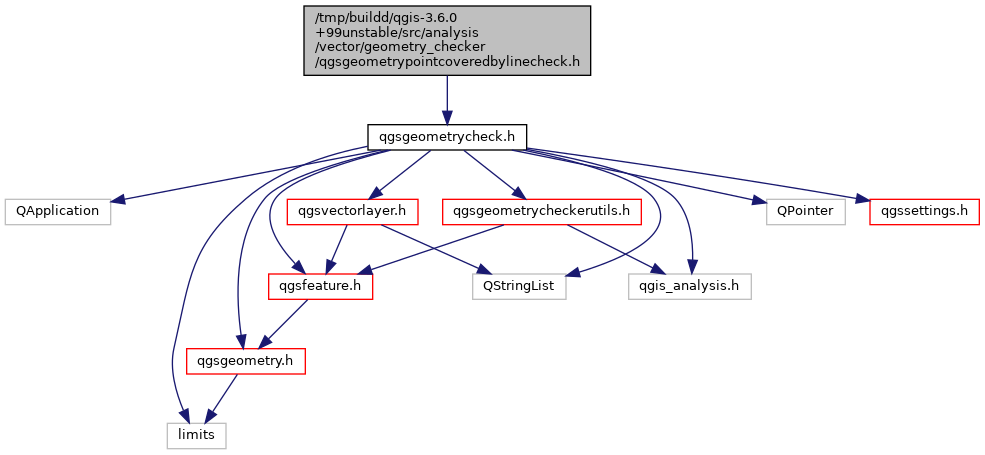 /tmp/buildd/qgis-3.6.0
+99unstable/src/analysis
/vector/geometry_checker
/qgsgeometrypointcoveredbylinecheck.h
qgsgeometrycheck.h
QApplication
qgsvectorlayer.h
qgsgeometrycheckerutils.h
QPointer
qgssettings.h
qgsfeature.h
QStringList
qgis_analysis.h
qgsgeometry.h
limits